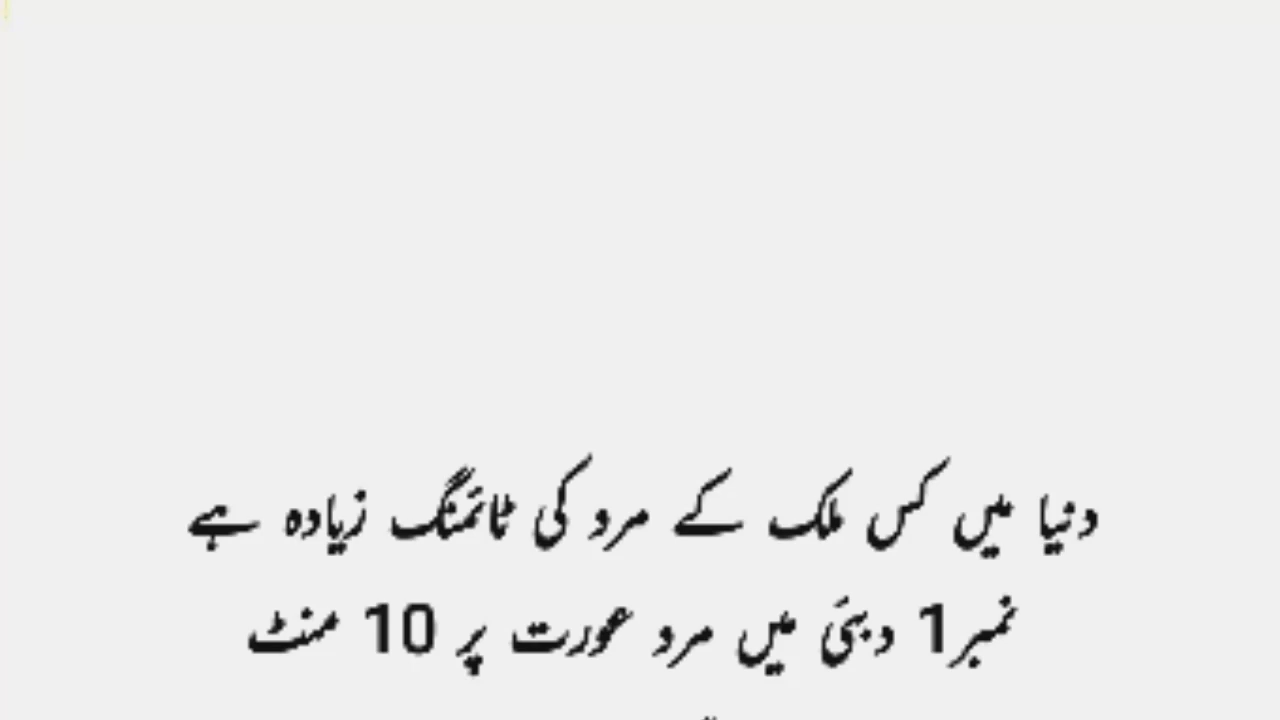 دنیا میں کس ملک کے مرد کی ٹائمنگ زیادہ ہے
نمبر1 دبئی میں مرد عورت پر 10 منٹ